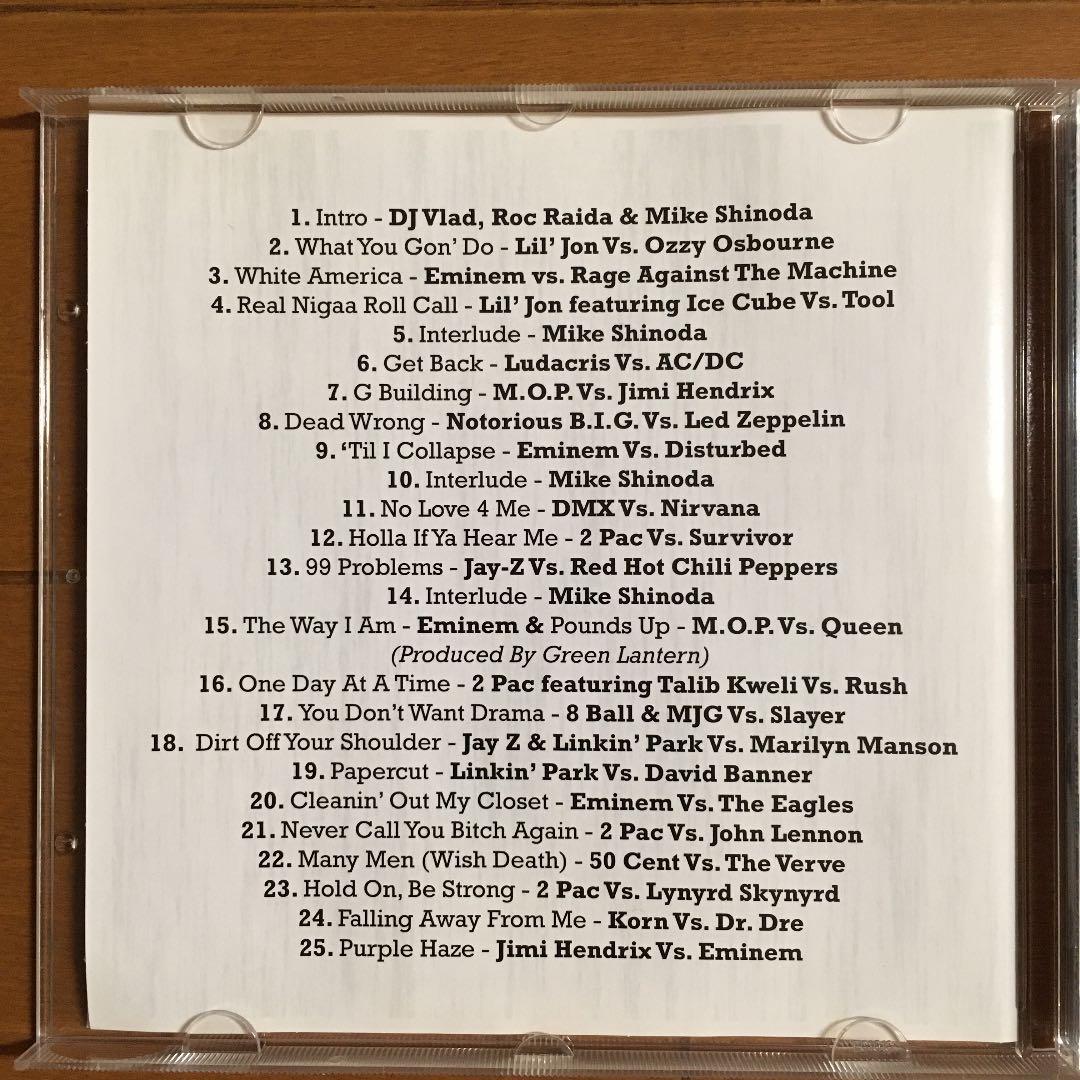 1. Intro - DJ Vlad, Roc Raida & Mike Shinoda
2. What You Gon' Do - Lil' Jon Vs. Ozzy Osbourne
3. White America - Eminem vs. Rage Against The Machine
4. Real Nigaa Roll Call - Lil' Jon featuring Ice Cube Vs. Tool
5. Interlude - Mike Shinoda
6. Get Back - Ludacris Vs. AC/DC
7. G Building - M.O.P. Vs. Jimi Hendrix
8. Dead Wrong - Notorious B.I.G. Vs. Led Zeppelin
9. 'Til I Collapse - Eminem Vs. Disturbed
10. Interlude - Mike Shinoda
11. No Love 4 Me - DMX Vs. Nirvana
12. Holla If Ya Hear Me - 2 Pac Vs. Survivor
13. 99 Problems - Jay-Z Vs. Red Hot Chili Peppers
14. Interlude - Mike Shinoda
15. The Way I Am - Eminem & Pounds Up - M.O.P. Vs. Queen
(Produced By Green Lantern)
16. One Day At A Time - 2 Pac featuring Talib Kweli Vs. Rush
17. You Don't Want Drama - 8 Ball & MJG Vs. Slayer
18. Dirt Off Your Shoulder - Jay Z & Linkin' Park Vs. Marilyn Manson
19. Papercut - Linkin' Park Vs. David Banner
20. Cleanin' Out My Closet - Eminem Vs. The Eagles
21. Never Call You Bitch Again - 2 Pac Vs. John Lennon
22. Many Men (Wish Death) - 50 Cent Vs. The Verve
23. Hold On, Be Strong - 2 Pac Vs. Lynyrd Skynyrd
24. Falling Away From Me - Korn Vs. Dr. Dre
25. Purple Haze - Jimi Hendrix Vs. Eminem